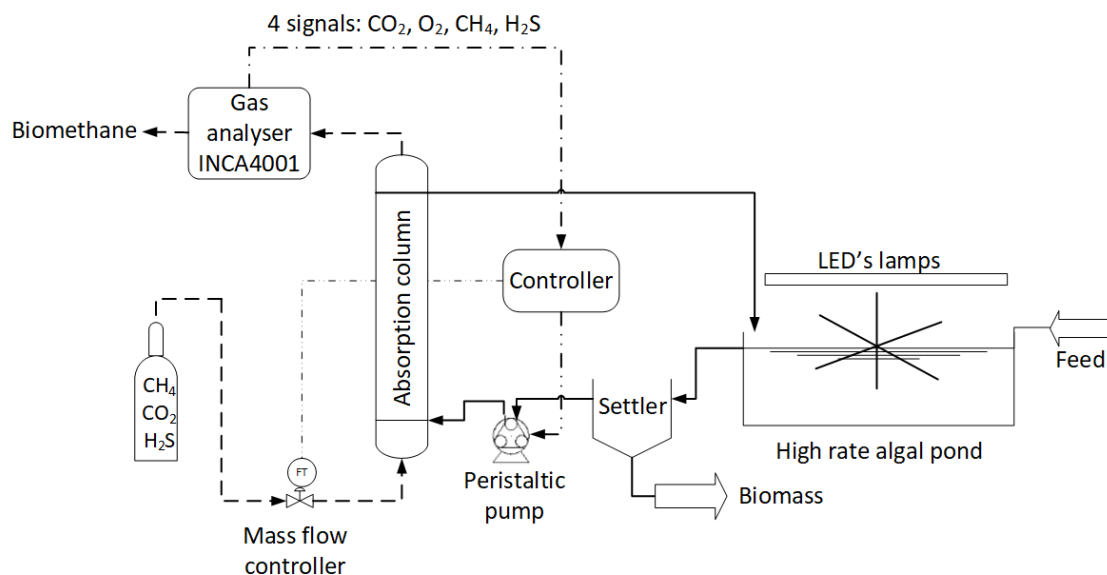 4 signals: CO₂, O₂, CH₄, H₂S
Gas
analyser
INCA4001
Biomethane
Absorption column
Controller
LED's lamps
Feed
CH₄
CO₂
H₂S
Settler
High rate algal pond
FT
Peristaltic
pump
Biomass
Mass flow
controller